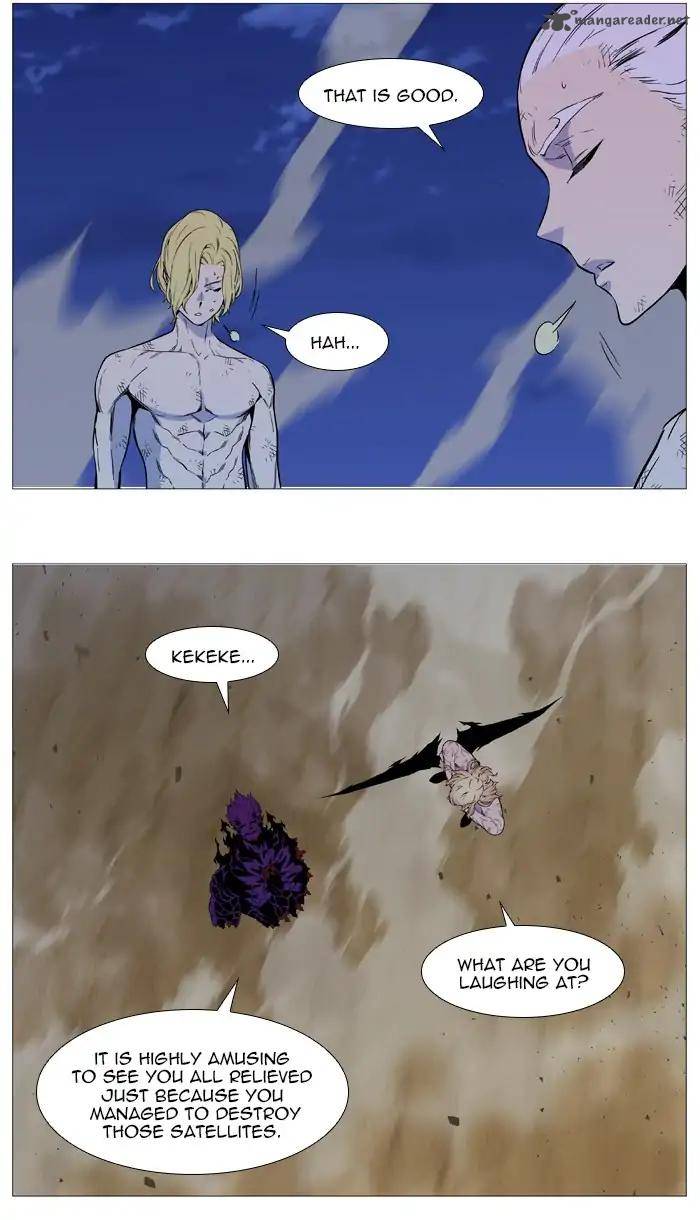 mangareader.net
THAT IS GOOD.
HAH...
KEKEKE...
WHAT ARE YOU
LAUGHING AT?
IT IS HIGHLY AMUSING
TO SEE YOU ALL RELIEVED
JUST BECAUSE YOU
MANAGED TO DESTROY
THOSE SATELLITES.